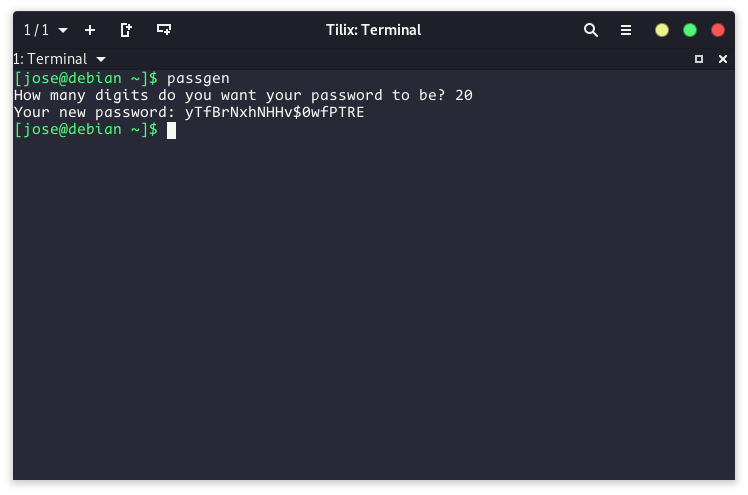 1 / 1
Tilix: Terminal
1: Terminal
[jose@debian ~]$ passgen
How many digits do you want your password to be? 20
Your new password: yTfBrNxhNHHv$0wfPTRE
[jose@debian ~]$